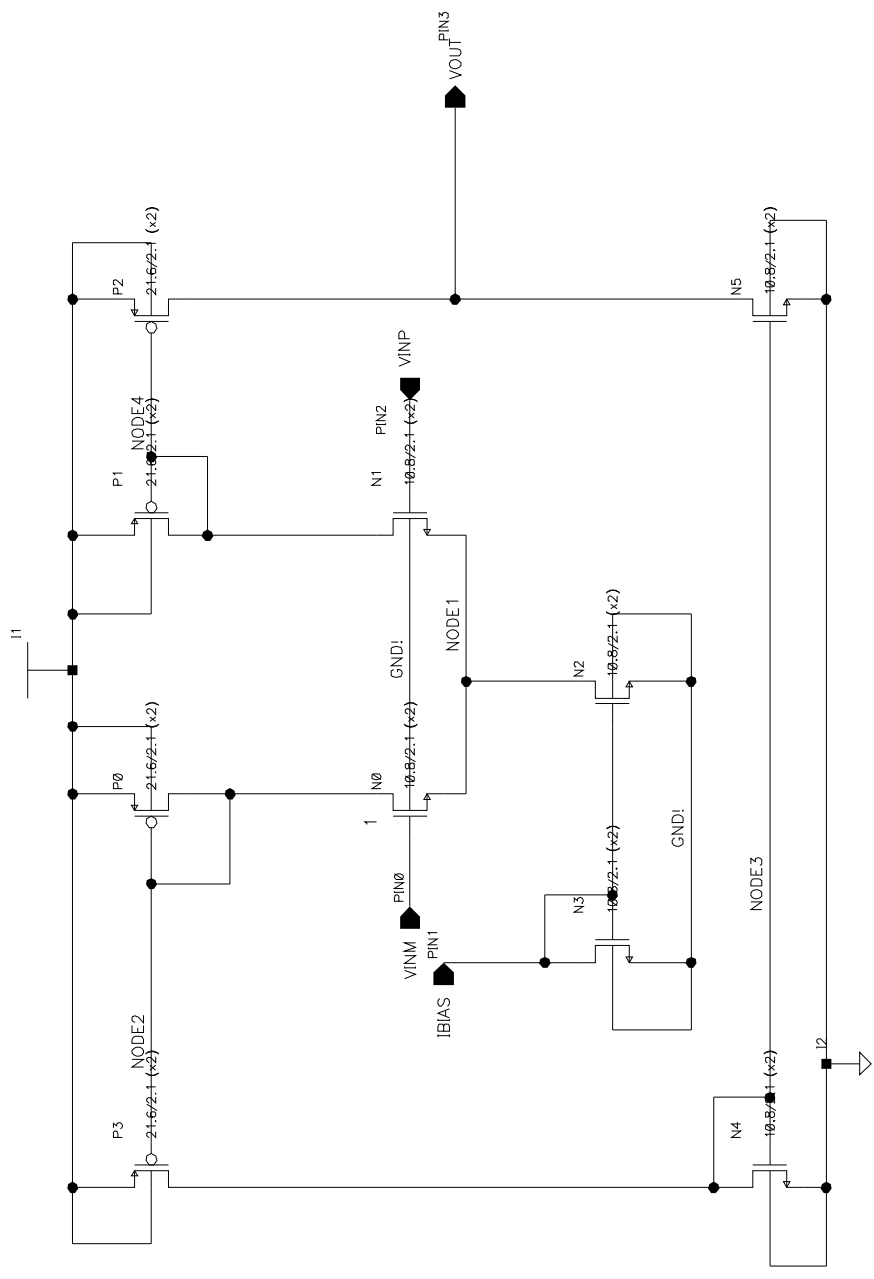 PIN3
VOUT
P2
21.6/2.1 (x2)
N5
10.8/2.1 (x2)
VINP
PIN2
NODE4
21.6/2.1 (x2)
P1
N1
10.8/2.1 (x2)
I1
GND!
NODE1
N2
10.8/2.1 (x2)
P0
21.6/2.1 (x2)
N0
10.8/2.1 (x2)
1
PIN0
VINM
PIN1
IBIAS
N3
10.8/2.1 (x2)
GND!
NODE3
NODE2
21.6/2.1 (x2)
P3
I2
N4
10.8/2.1 (x2)